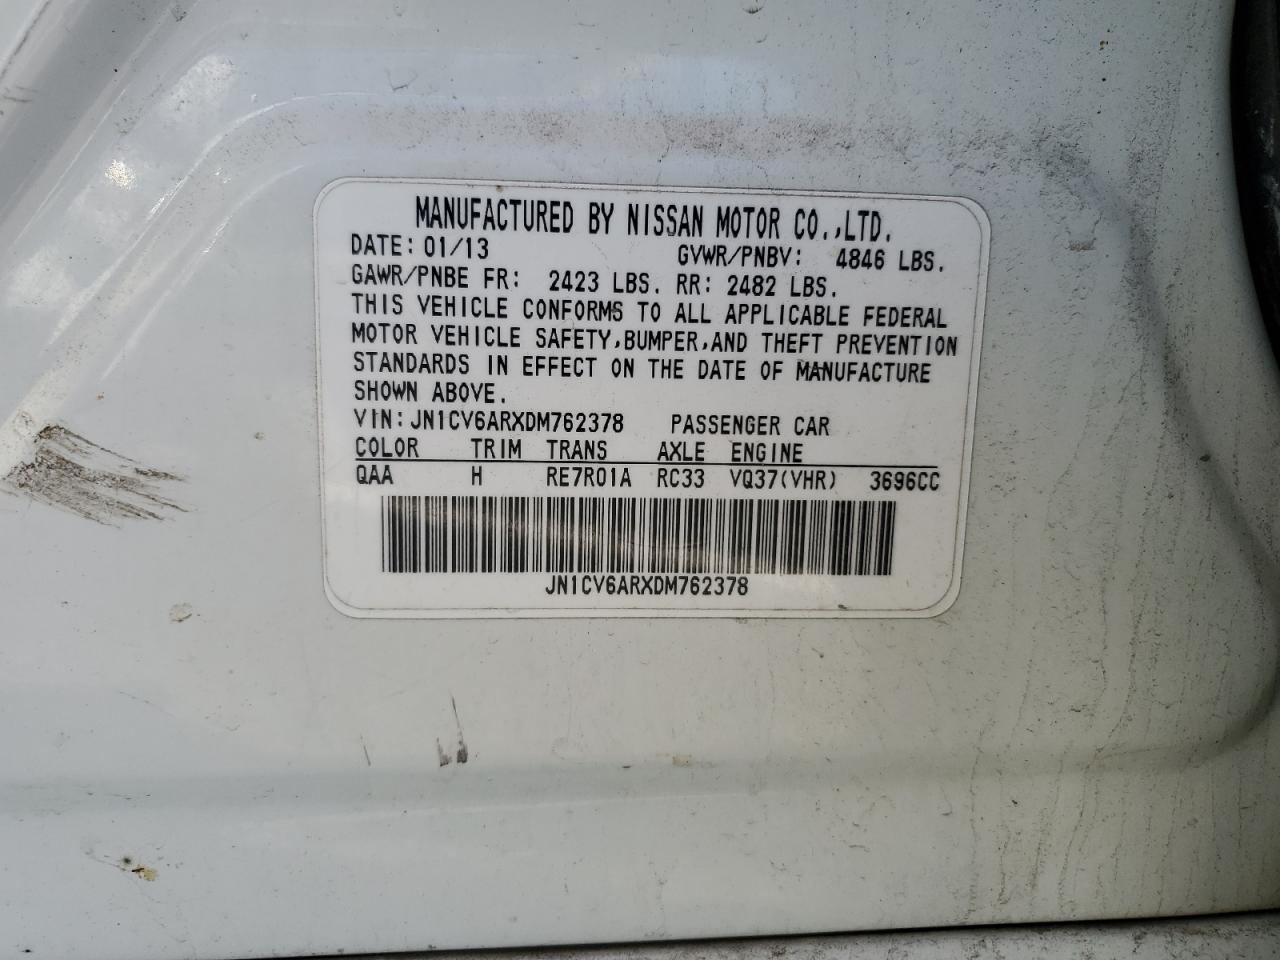 MANUFACTURED BY NISSAN MOTOR CO.,LTD.
DATE: 01/13 GVWR/PNBV: 4846 LBS.
GAWR/PNBE FR: 2423 LBS. RR: 2482 LBS.
THIS VEHICLE CONFORMS TO ALL APPLICABLE FEDERAL
MOTOR VEHICLE SAFETY,BUMPER,AND THEFT PREVENTION
STANDARDS IN EFFECT ON THE DATE OF MANUFACTURE
SHOWN ABOVE.
VIN:JN1CV6ARXDM762378 PASSENGER CAR
COLOR TRIM TRANS AXLE ENGINE
QAA H RE7R01A RC33 VQ37(VHR) 3696CC
JN1CV6ARXDM762378